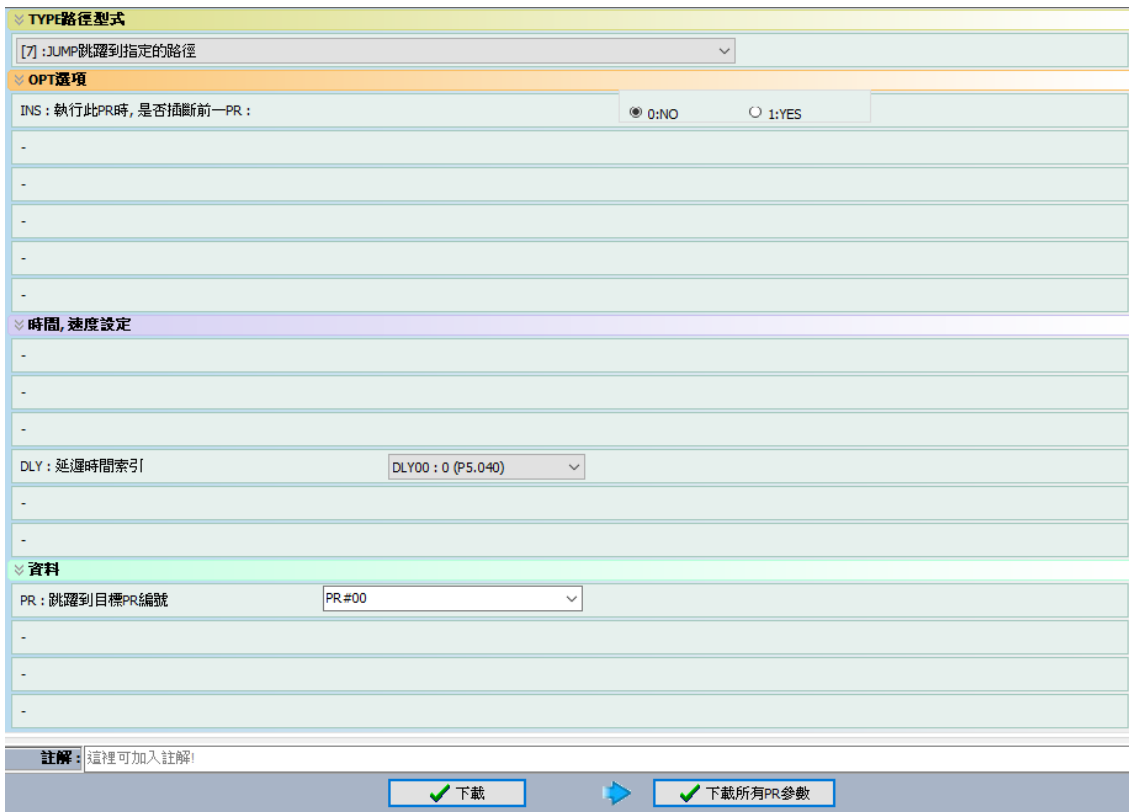 TYPE路徑型式
[7] :JUMP跳躍到指定的路徑
OPT選項
INS : 執行此PR時, 是否插斷前一PR : 0:NO 1:YES
-
-
-
-
-
時間, 速度設定
-
-
-
DLY : 延遲時間索引 DLY00 : 0 (P5.040)
-
-
資料
PR : 跳躍到目標PR編號 PR#00
-
-
-
註解 : 這裡可加入註解!
下載 下載所有PR參數